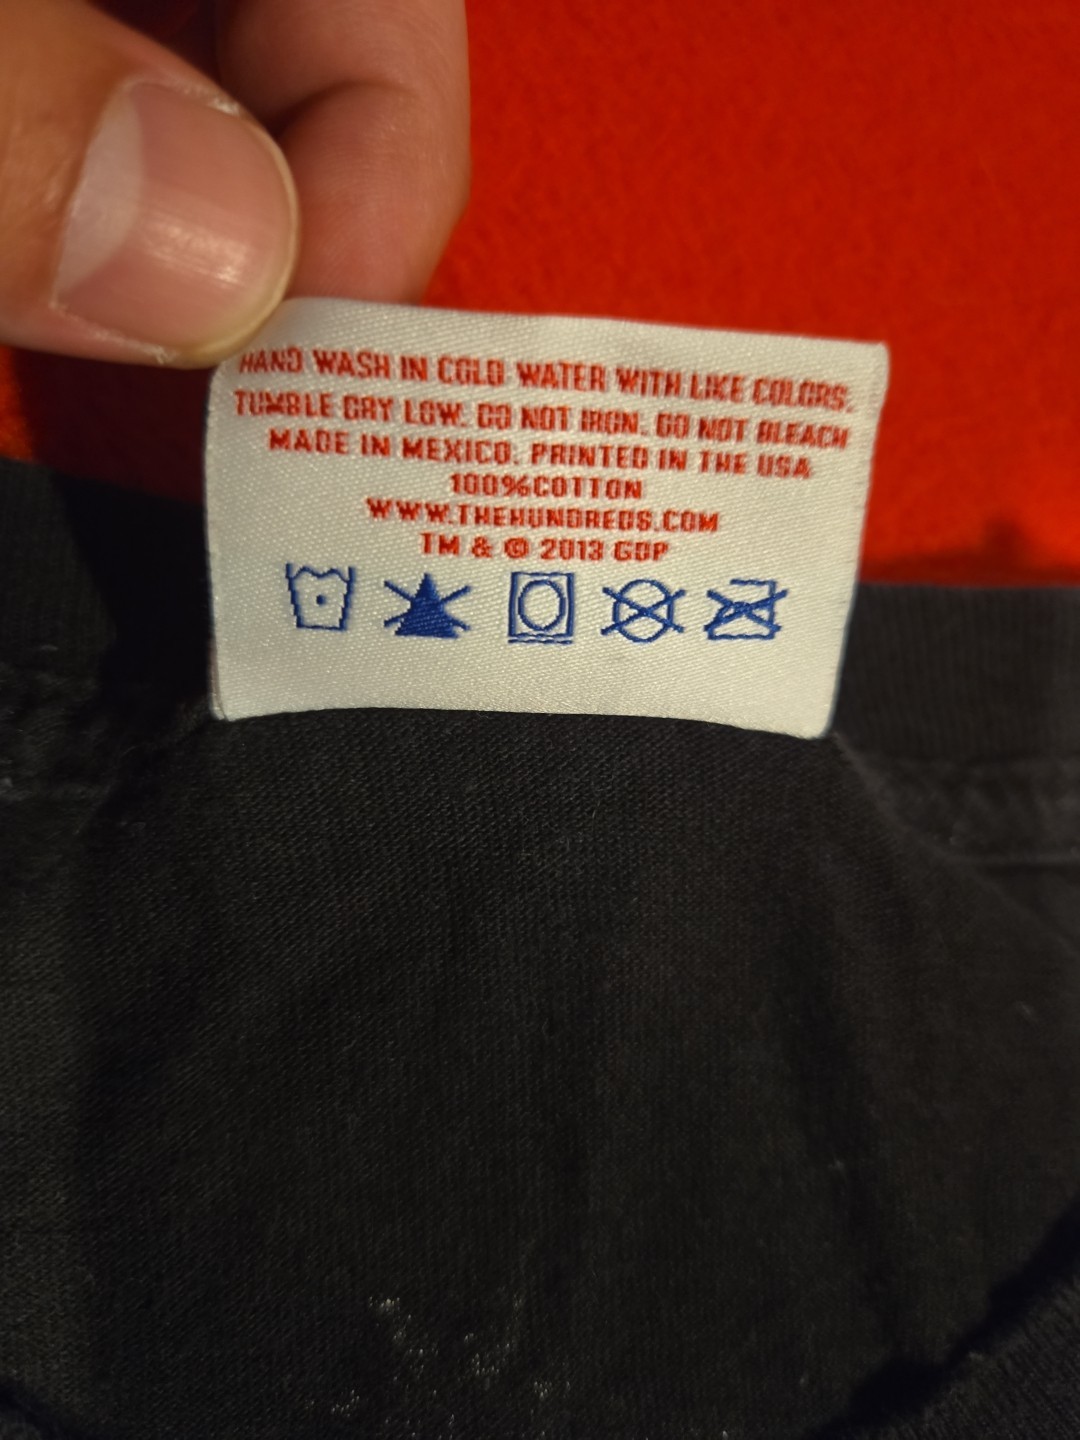 HAND WASH IN COLD WATER WITH LIKE COLORS.
TUMBLE DRY LOW. DO NOT IRON. DO NOT BLEACH
MADE IN MEXICO. PRINTED IN THE USA
100%COTTON
WWW.THEHUNDREDS.COM
TM & © 2013 GDP